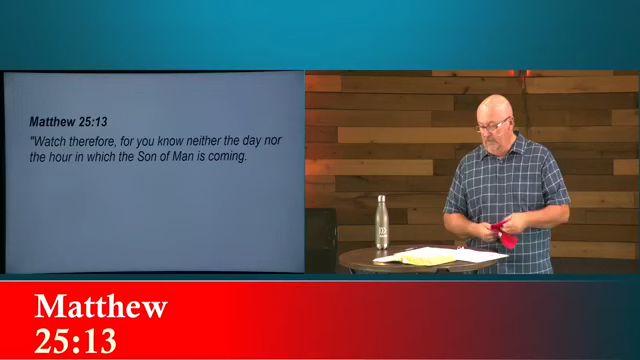 Matthew 25:13
"Watch therefore, for you know neither the day nor
the hour in which the Son of Man is coming.
Matthew
25:13